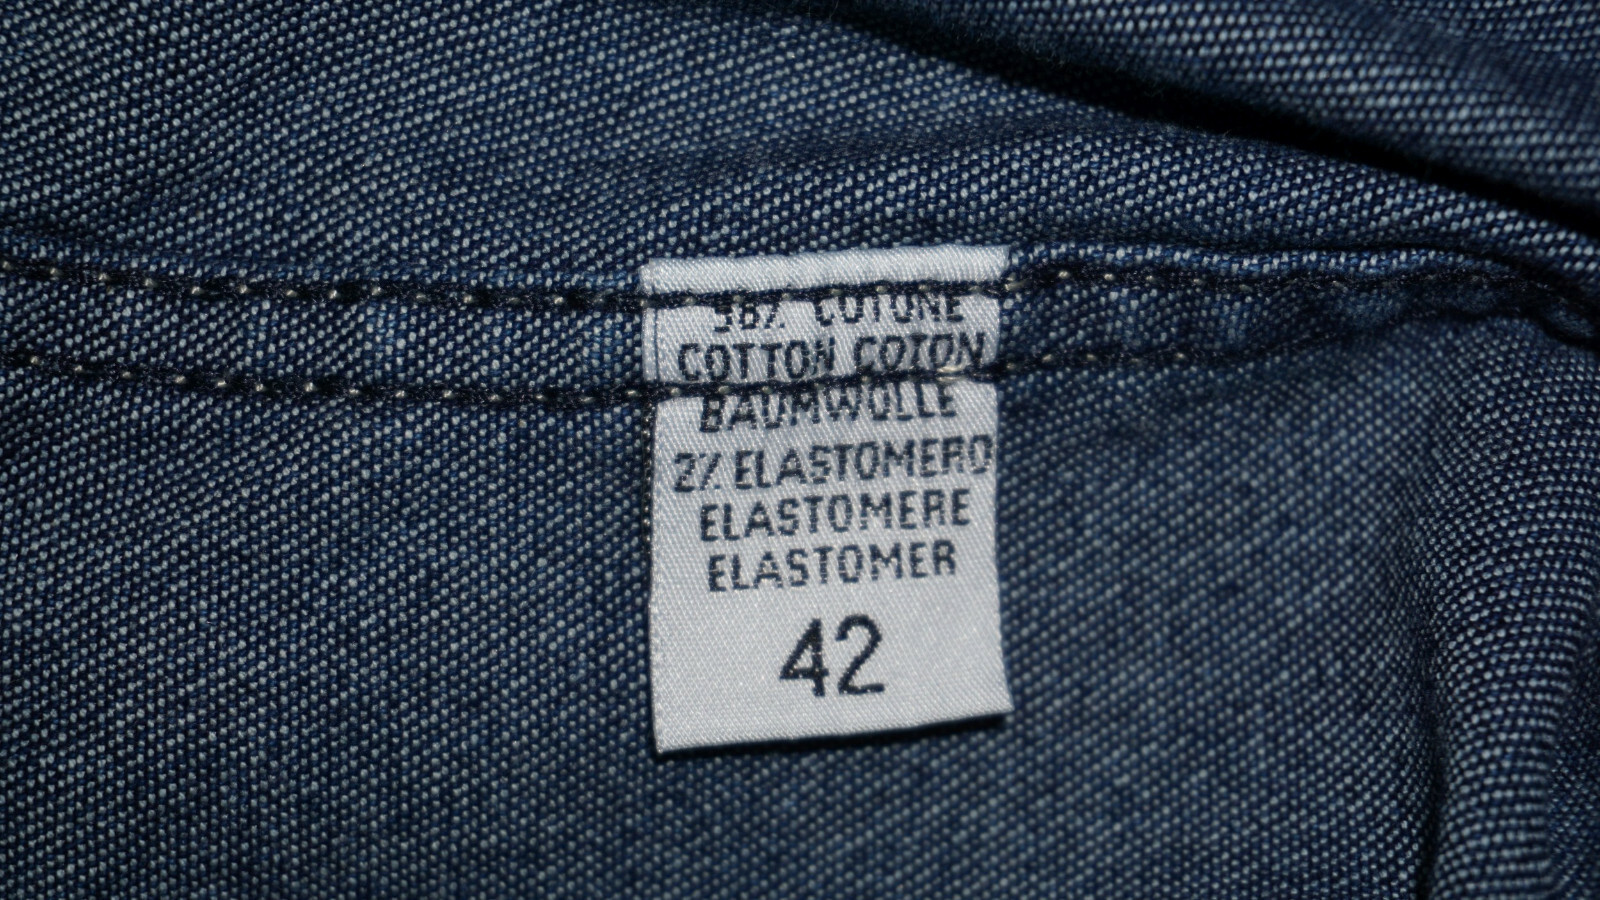 98% COTONE
COTTON COTON
BAUMWOLLE
2% ELASTOMERO
ELASTOMERE
ELASTOMER
42